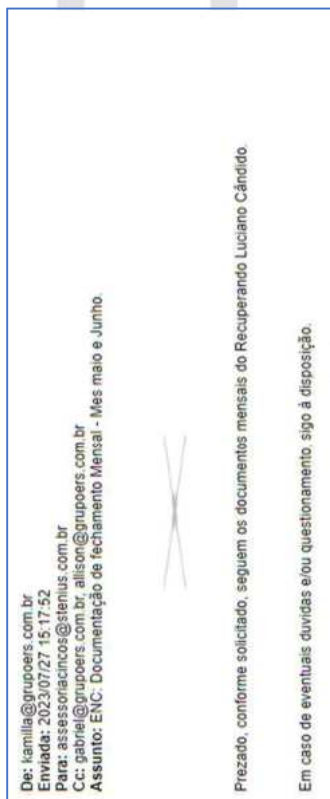 De: kamilla@grupoers.com.br
Enviada: 2023/07/27 15:17:52
Para: assessoriacincos@stenius.com.br
Cc: gabriel@grupoers.com.br, allison@grupoers.com.br
Assunto: ENC: Documentação de fechamento Mensal - Mes maio e Junho.
Prezado, conforme solicitado, seguem os documentos mensais do Recuperando Luciano Cândido.
Em caso de eventuais duvidas e/ou questionamento, sigo à disposição.